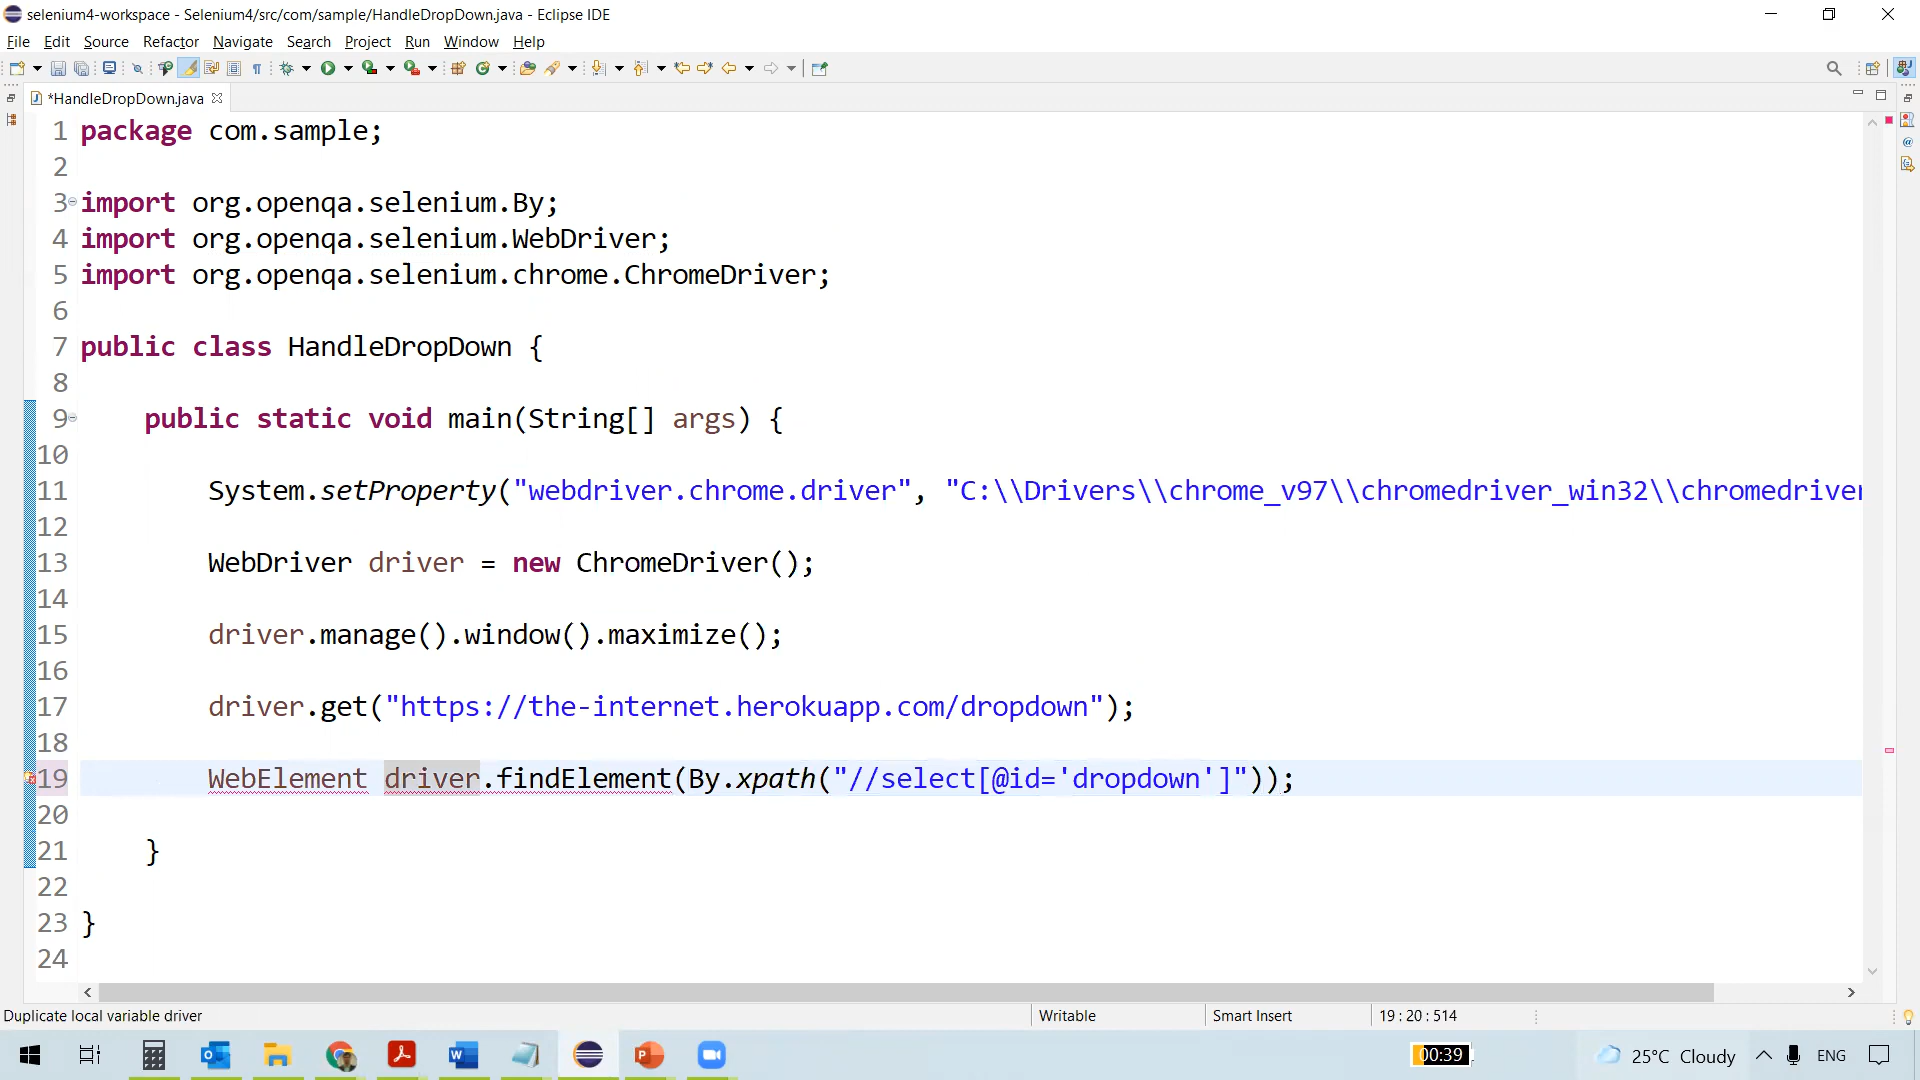 selenium4-workspace - Selenium4/src/com/sample/HandleDropDown.java - Eclipse IDE
File Edit Source Refactor Navigate Search Project Run Window Help
*HandleDropDown.java
1 package com.sample;
2
3 import org.openqa.selenium.By;
4 import org.openqa.selenium.WebDriver;
5 import org.openqa.selenium.chrome.ChromeDriver;
6
7 public class HandleDropDown {
8
9 public static void main(String[] args) {
10
11 System.setProperty("webdriver.chrome.driver", "C:\\Drivers\\chrome_v97\\chromedriver_win32\\chromedriver
12
13 WebDriver driver = new ChromeDriver();
14
15 driver.manage().window().maximize();
16
17 driver.get("https://the-internet.herokuapp.com/dropdown");
18
19 WebElement driver.findElement(By.xpath("//select[@id='dropdown']"));
20
21 }
22
23 }
24
Duplicate local variable driver Writable Smart Insert 19 : 20 : 514
00:39 25°C Cloudy ENG